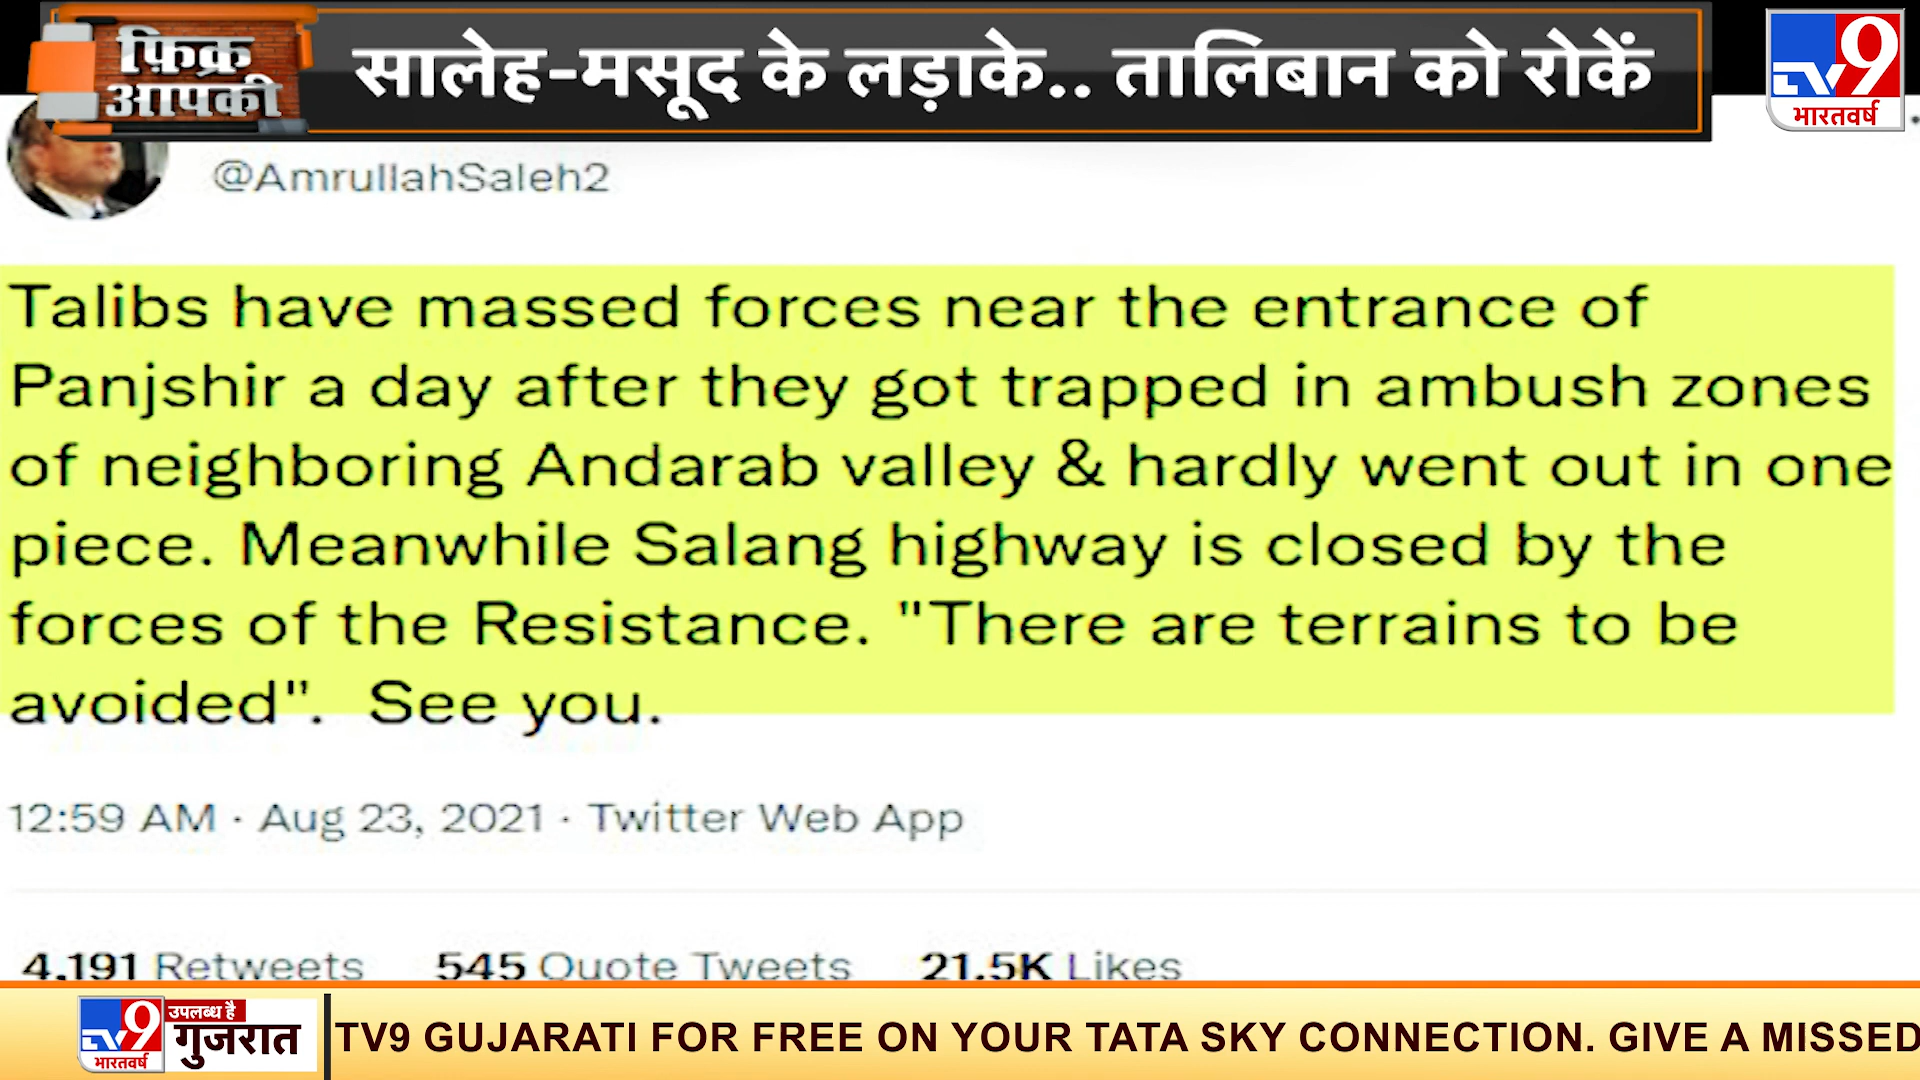 फ़िक्र
आपकी
सालेह-मसूद के लड़ाके.. तालिबान को रोकें
TV9
भारतवर्ष
@AmrullahSaleh2
Talibs have massed forces near the entrance of
Panjshir a day after they got trapped in ambush zones
of neighboring Andarab valley & hardly went out in one
piece. Meanwhile Salang highway is closed by the
forces of the Resistance. "There are terrains to be
avoided". See you.
12:59 AM · Aug 23, 2021 · Twitter Web App
4,191 Retweets 545 Quote Tweets 21.5K Likes
TV9
भारतवर्ष
उपलब्ध है
गुजरात
TV9 GUJARATI FOR FREE ON YOUR TATA SKY CONNECTION. GIVE A MISSED